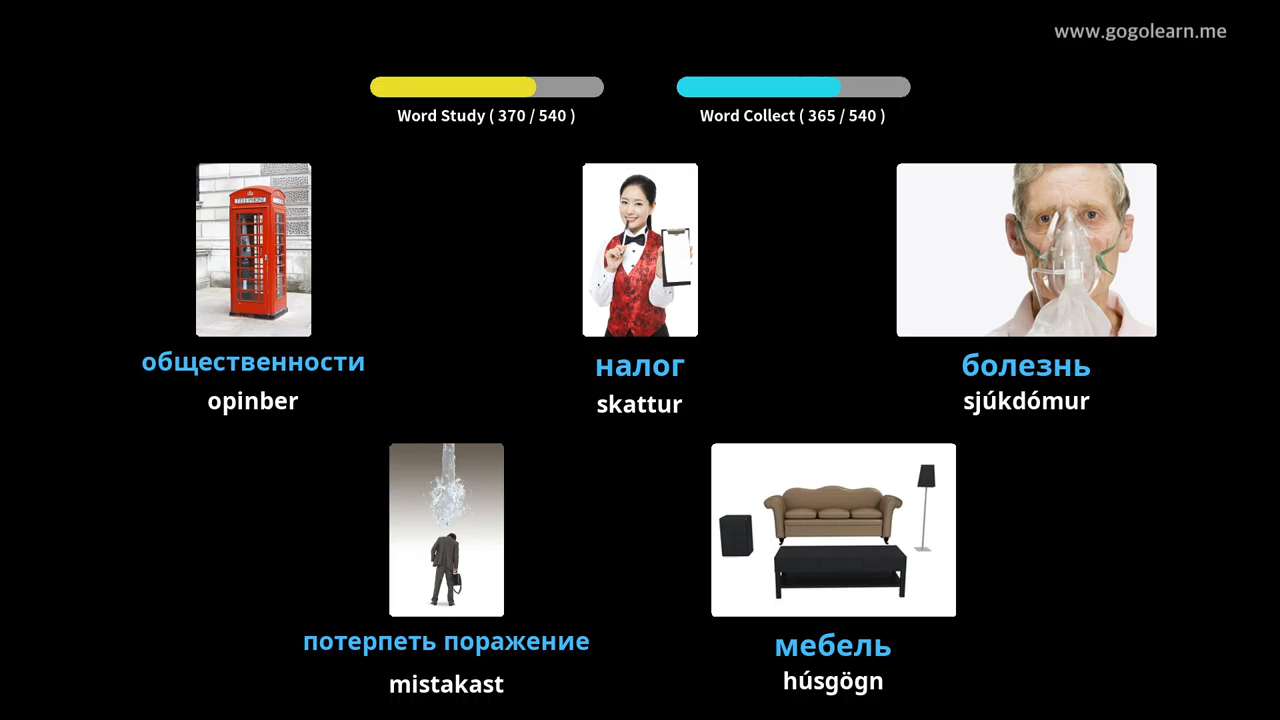 www.gogolearn.me
Word Study ( 370 / 540 )
Word Collect ( 365 / 540 )
TELEPHONE
общественности
opinber
налог
skattur
болезнь
sjúkdómur
потерпеть поражение
mistakast
мебель
húsgögn